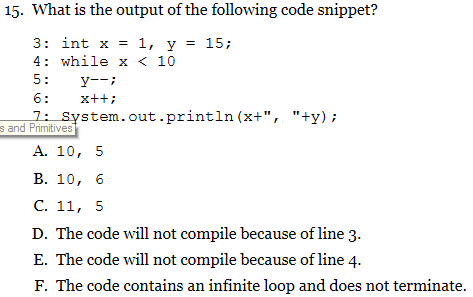 15. What is the output of the following code snippet?
3: int x = 1, y = 15;
4: while x < 10
5:   y--;
6:   x++;
7: System.out.println(x+", "+y);
s and Primitives
A. 10, 5
B. 10, 6
C. 11, 5
D. The code will not compile because of line 3.
E. The code will not compile because of line 4.
F. The code contains an infinite loop and does not terminate.